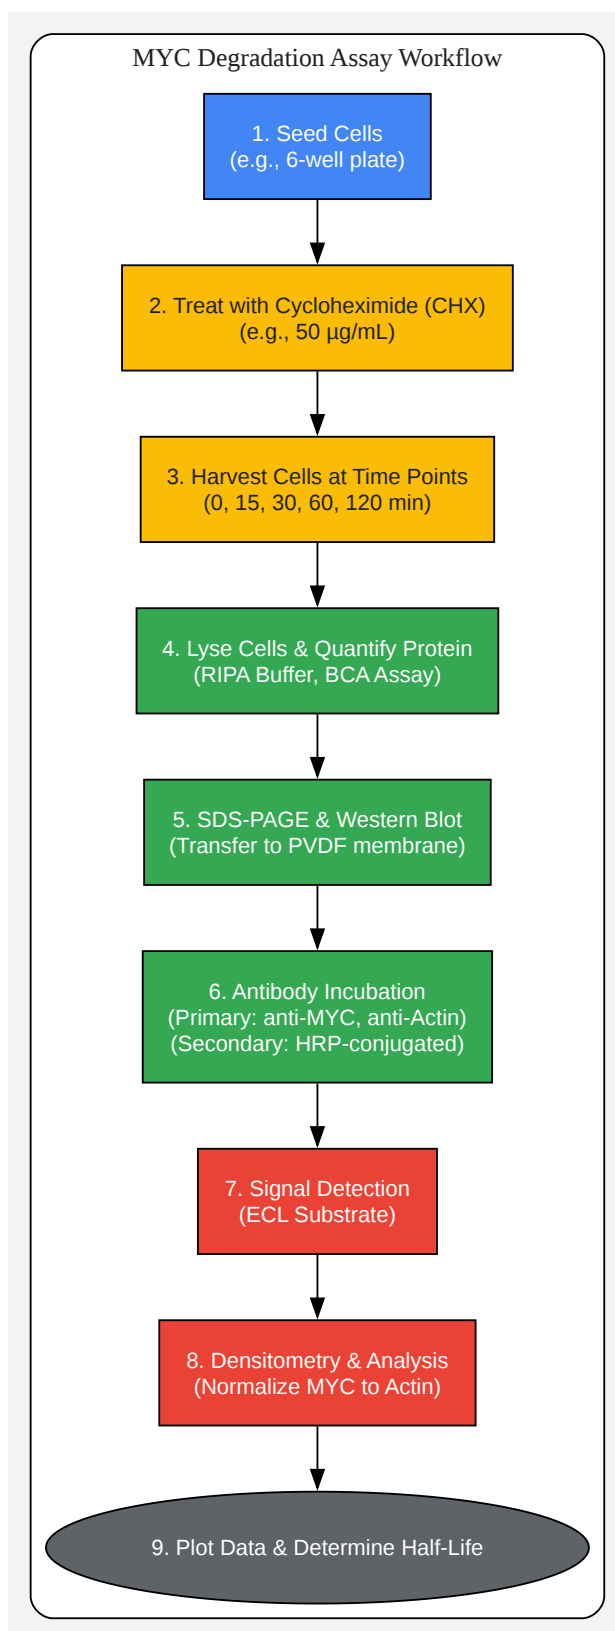 MYC Degradation Assay Workflow
1. Seed Cells
(e.g., 6-well plate)
2. Treat with Cycloheximide (CHX)
(e.g., 50 µg/mL)
3. Harvest Cells at Time Points
(0, 15, 30, 60, 120 min)
4. Lyse Cells & Quantify Protein
(RIPA Buffer, BCA Assay)
5. SDS-PAGE & Western Blot
(Transfer to PVDF membrane)
6. Antibody Incubation
(Primary: anti-MYC, anti-Actin)
(Secondary: HRP-conjugated)
7. Signal Detection
(ECL Substrate)
8. Densitometry & Analysis
(Normalize MYC to Actin)
9. Plot Data & Determine Half-Life